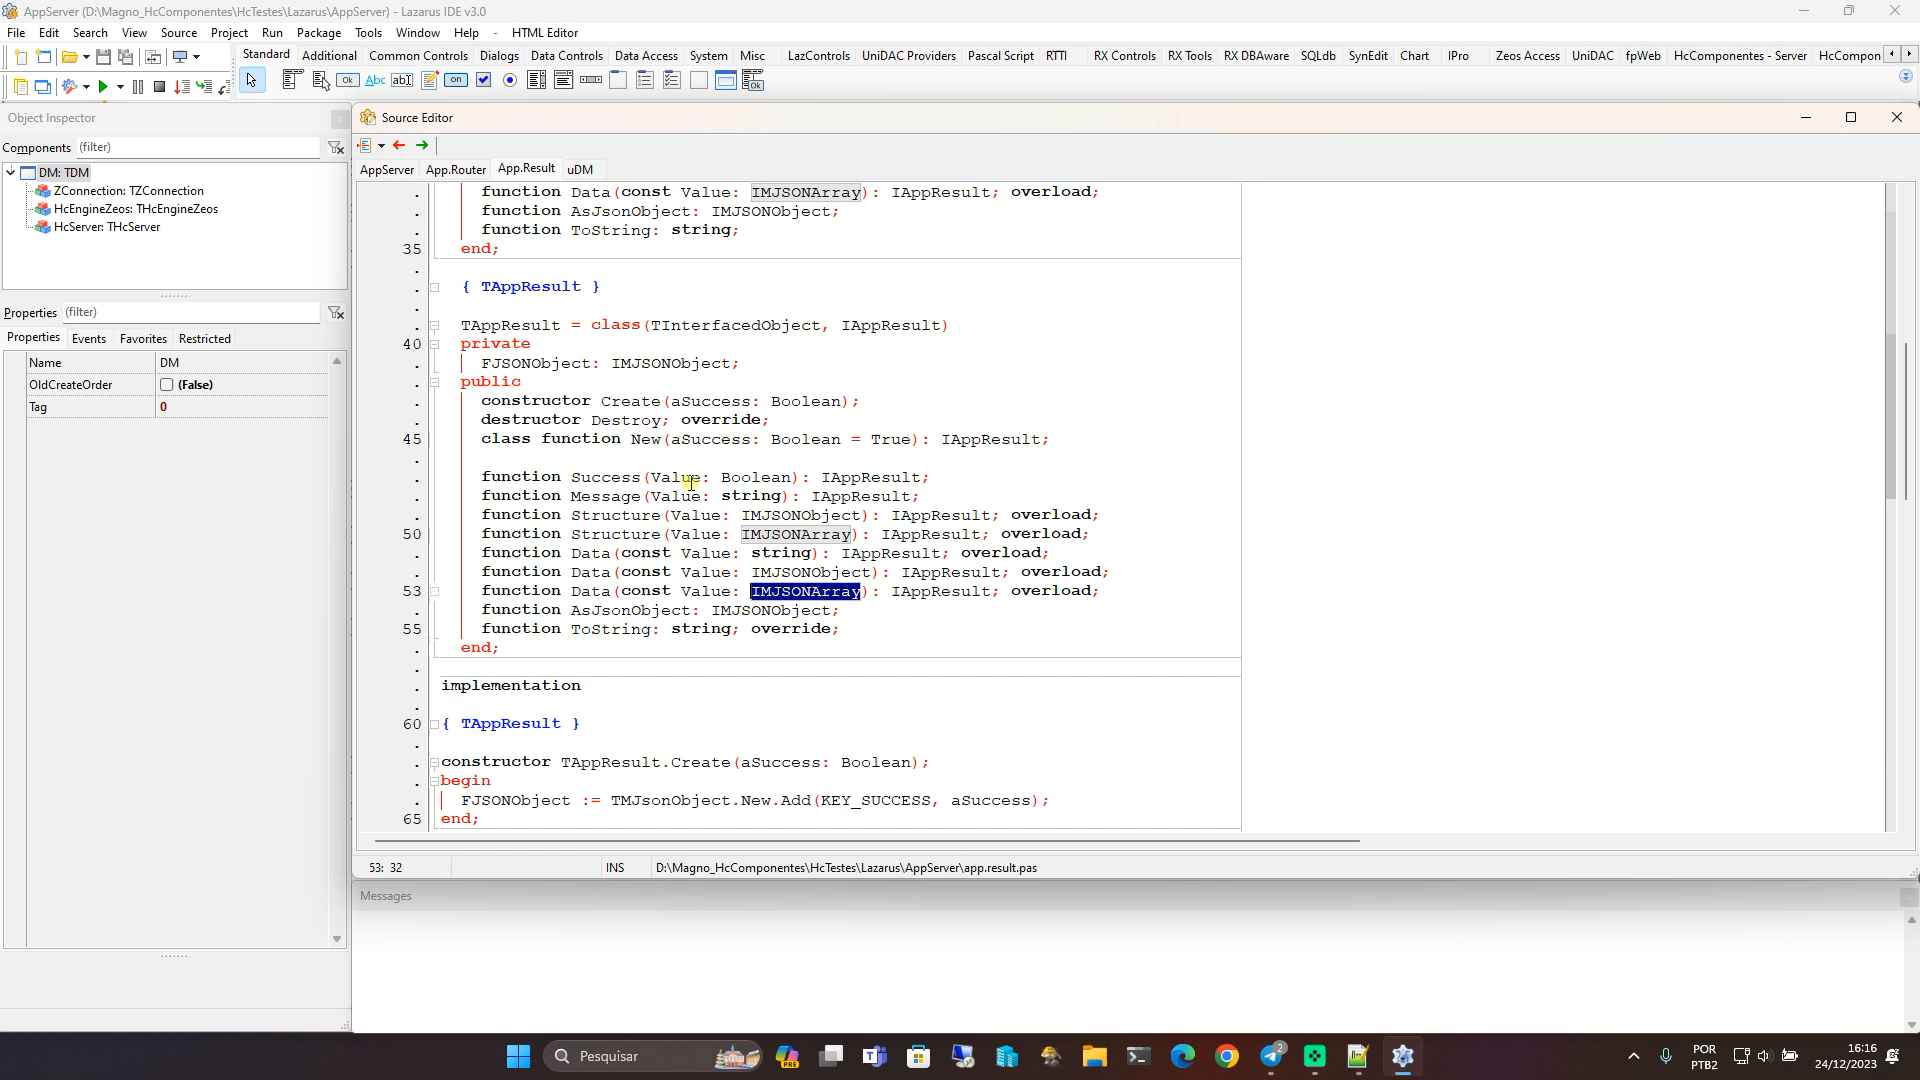 AppServer (D:\Magno_HcComponentes\HcTestes\Lazarus\AppServer) - Lazarus IDE v3.0
File Edit Search View Source Project Run Package Tools Window Help - HTML Editor
Standard Additional Common Controls Dialogs Data Controls Data Access System Misc LazControls UniDAC Providers Pascal Script RTTI RX Controls RX Tools RX DBAware SQLdb SynEdit Chart IPro Zeos Access UniDAC fpWeb HcComponentes - Server HcCompon
Ok Abc abI on Ok
Object Inspector
Components (filter)
DM: TDM
ZConnection: TZConnection
HcEngineZeos: THcEngineZeos
HcServer: THcServer
Properties (filter)
Properties Events Favorites Restricted
Name DM
OldCreateOrder (False)
Tag 0
Source Editor
AppServer App.Router App.Result uDM
function Data(const Value: IMJSONArray): IAppResult; overload;
function AsJsonObject: IMJSONObject;
function ToString: string;
35 end;
{ TAppResult }
TAppResult = class(TInterfacedObject, IAppResult)
40 private
FJSONObject: IMJSONObject;
public
constructor Create(aSuccess: Boolean);
destructor Destroy; override;
45 class function New(aSuccess: Boolean = True): IAppResult;
function Success(Value: Boolean): IAppResult;
function Message(Value: string): IAppResult;
function Structure(Value: IMJSONObject): IAppResult; overload;
50 function Structure(Value: IMJSONArray): IAppResult; overload;
function Data(const Value: string): IAppResult; overload;
function Data(const Value: IMJSONObject): IAppResult; overload;
53 function Data(const Value: IMJSONArray): IAppResult; overload;
function AsJsonObject: IMJSONObject;
55 function ToString: string; override;
end;
implementation
60 { TAppResult }
constructor TAppResult.Create(aSuccess: Boolean);
begin
FJSONObject := TMJsonObject.New.Add(KEY_SUCCESS, aSuccess);
65 end;
53: 32 INS D:\Magno_HcComponentes\HcTestes\Lazarus\AppServer\app.result.pas
Messages
Pesquisar
PRE
2
POR
PTB2
16:16
24/12/2023